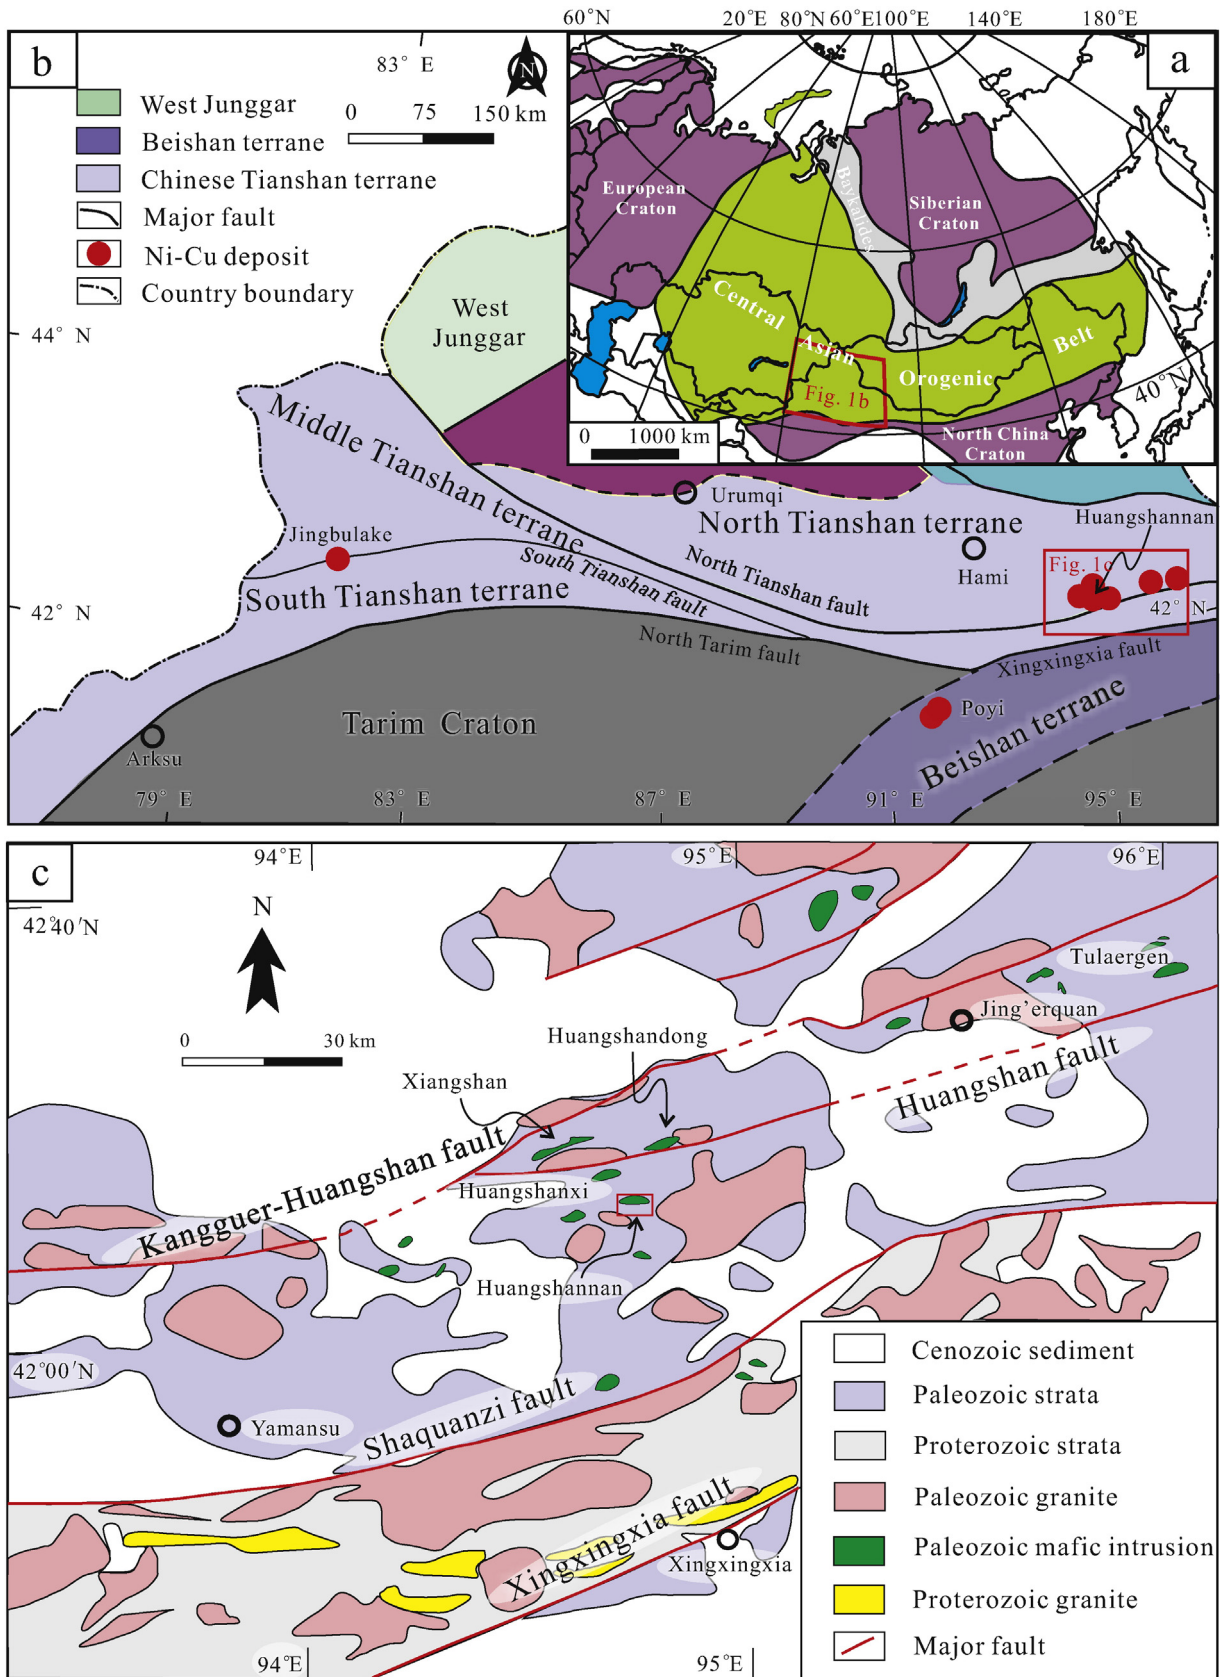 60°N 20°E 80°N 60°E 100°E 140°E 180°E
b
83° E
N
a
West Junggar
Beishan terrane
Chinese Tianshan terrane
Major fault
Ni-Cu deposit
Country boundary
0 75 150 km
European
Craton
Baykalides
Siberian
Craton
Central
Asian
Orogenic
Belt
Fig. 1b
40°N
North China
Craton
0 1000 km
44° N
West
Junggar
Middle Tianshan terrane
Urumqi
North Tianshan terrane
Huangshannan
Jingbulake
South Tianshan fault
North Tianshan fault
Hami
Fig. 1c
42° N
42° N
South Tianshan terrane
North Tarim fault
Xingxingxia fault
Tarim Craton
Poyi
Beishan terrane
Arksu
79° E
83° E
87° E
91° E
95° E
c
94°E
95°E
96°E
42°40′N
N
0 30 km
Tulaergen
Jing’erquan
Huangshandong
Xiangshan
Huangshan fault
Kangguer-Huangshan fault
Huangshanxi
Huangshannan
42°00′N
Yamansu
Shaquanzi fault
Xingxingxia fault
Xingxingxia
94°E
95°E
Cenozoic sediment
Paleozoic strata
Proterozoic strata
Paleozoic granite
Paleozoic mafic intrusion
Proterozoic granite
Major fault